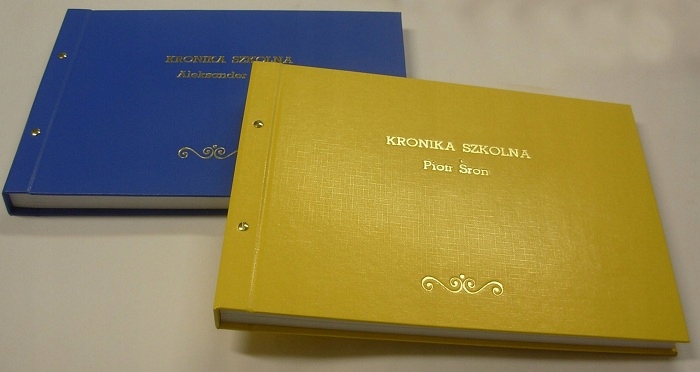 KRONIKA SZKOLNA
Aleksander
KRONIKA SZKOLNA
Piotr Śron